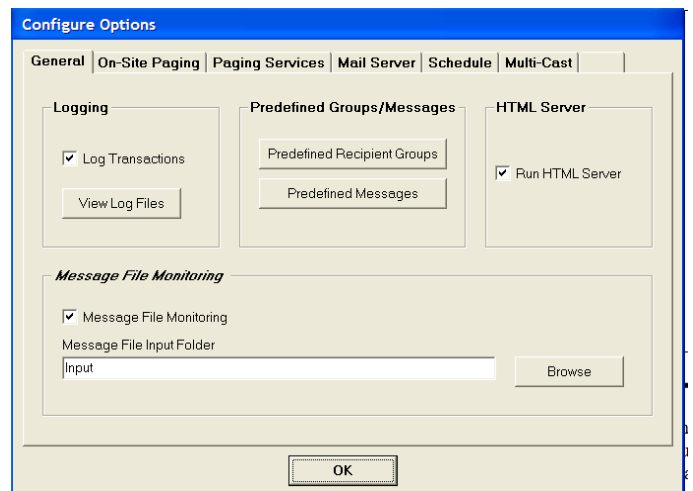 Configure Options
General On-Site Paging Paging Services Mail Server Schedule Multi-Cast
Logging
Log Transactions
View Log Files
Predefined Groups/Messages
Predefined Recipient Groups
Predefined Messages
HTML Server
Run HTML Server
Message File Monitoring
Message File Monitoring
Message File Input Folder
Input
Browse
OK